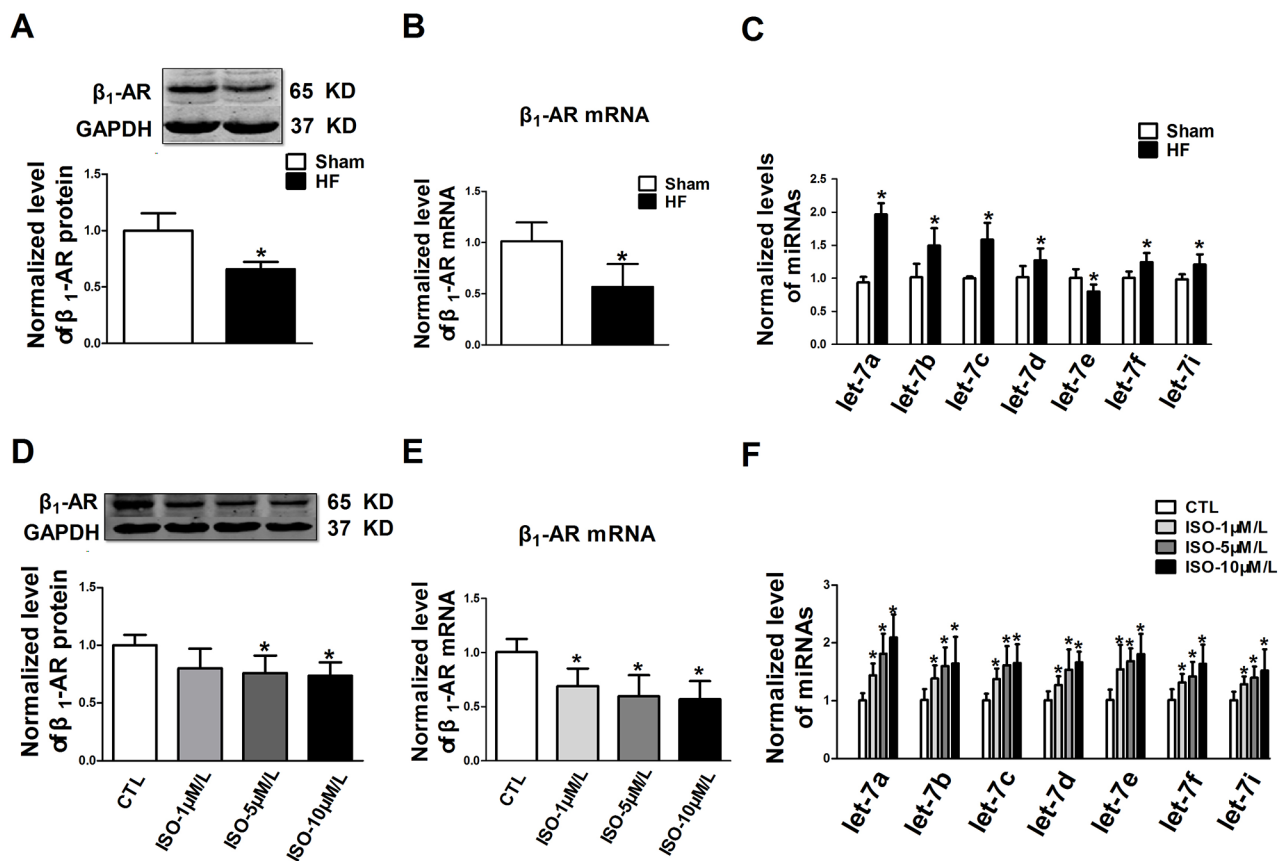 A
β1-AR 65 KD
GAPDH 37 KD
Sham
HF
Normalized level
of β 1-AR protein
1.5
1.0
0.5
0.0
*
B
β1-AR mRNA
Sham
HF
Normalized level
of β 1-AR mRNA
1.5
1.0
0.5
0.0
*
C
Sham
HF
Normalized levels
of miRNAs
2.5
2.0
1.5
1.0
0.5
0.0
* * * * * * *
let-7a let-7b let-7c let-7d let-7e let-7f let-7i
D
β1-AR 65 KD
GAPDH 37 KD
Normalized level
of β 1-AR protein
1.5
1.0
0.5
0.0
* *
CTL ISO-1µM/L ISO-5µM/L ISO-10µM/L
E
β1-AR mRNA
Normalized level
of β 1-AR mRNA
1.5
1.0
0.5
0.0
* * *
CTL ISO-1µM/L ISO-5µM/L ISO-10µM/L
F
CTL
ISO-1µM/L
ISO-5µM/L
ISO-10µM/L
Normalized level
of miRNAs
3
2
1
0
* * * * * * * * * * * * * * * * * * * * *
let-7a let-7b let-7c let-7d let-7e let-7f let-7i